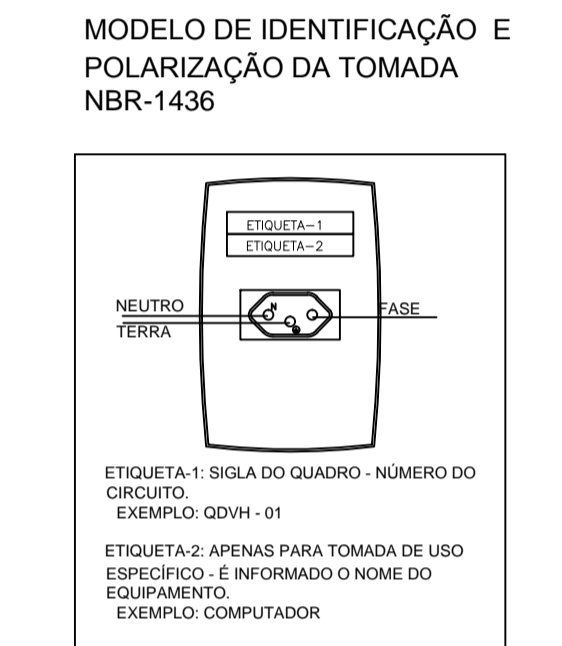 MODELO DE IDENTIFICAÇÃO E
POLARIZAÇÃO DA TOMADA
NBR-1436
ETIQUETA-1
ETIQUETA-2
N
NEUTRO
FASE
TERRA
ETIQUETA-1: SIGLA DO QUADRO - NÚMERO DO
CIRCUITO.
EXEMPLO: QDVH - 01
ETIQUETA-2: APENAS PARA TOMADA DE USO
ESPECÍFICO - É INFORMADO O NOME DO
EQUIPAMENTO.
EXEMPLO: COMPUTADOR